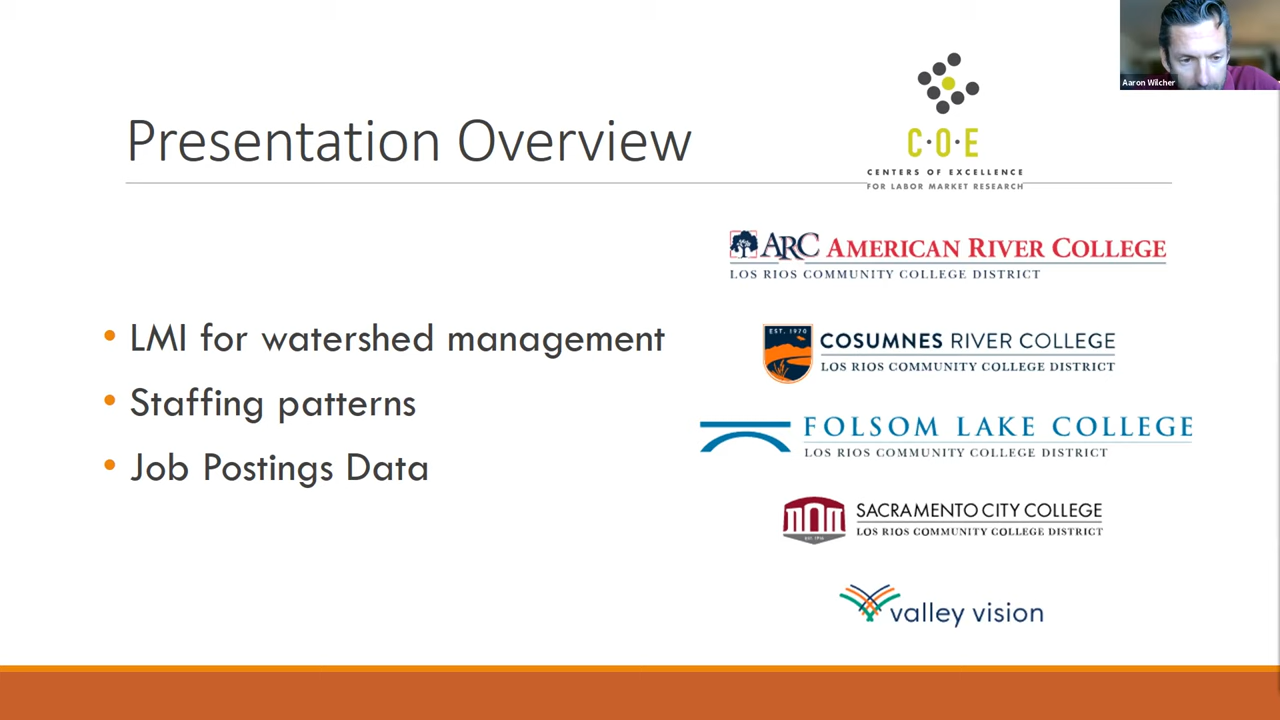 Aaron Wilcher
Presentation Overview
C·O·E
CENTERS OF EXCELLENCE
FOR LABOR MARKET RESEARCH
ARC AMERICAN RIVER COLLEGE
LOS RIOS COMMUNITY COLLEGE DISTRICT
• LMI for watershed management
• Staffing patterns
• Job Postings Data
EST. 1970
COSUMNES RIVER COLLEGE
LOS RIOS COMMUNITY COLLEGE DISTRICT
FOLSOM LAKE COLLEGE
LOS RIOS COMMUNITY COLLEGE DISTRICT
SACRAMENTO CITY COLLEGE
LOS RIOS COMMUNITY COLLEGE DISTRICT
EST. 1916
valley vision